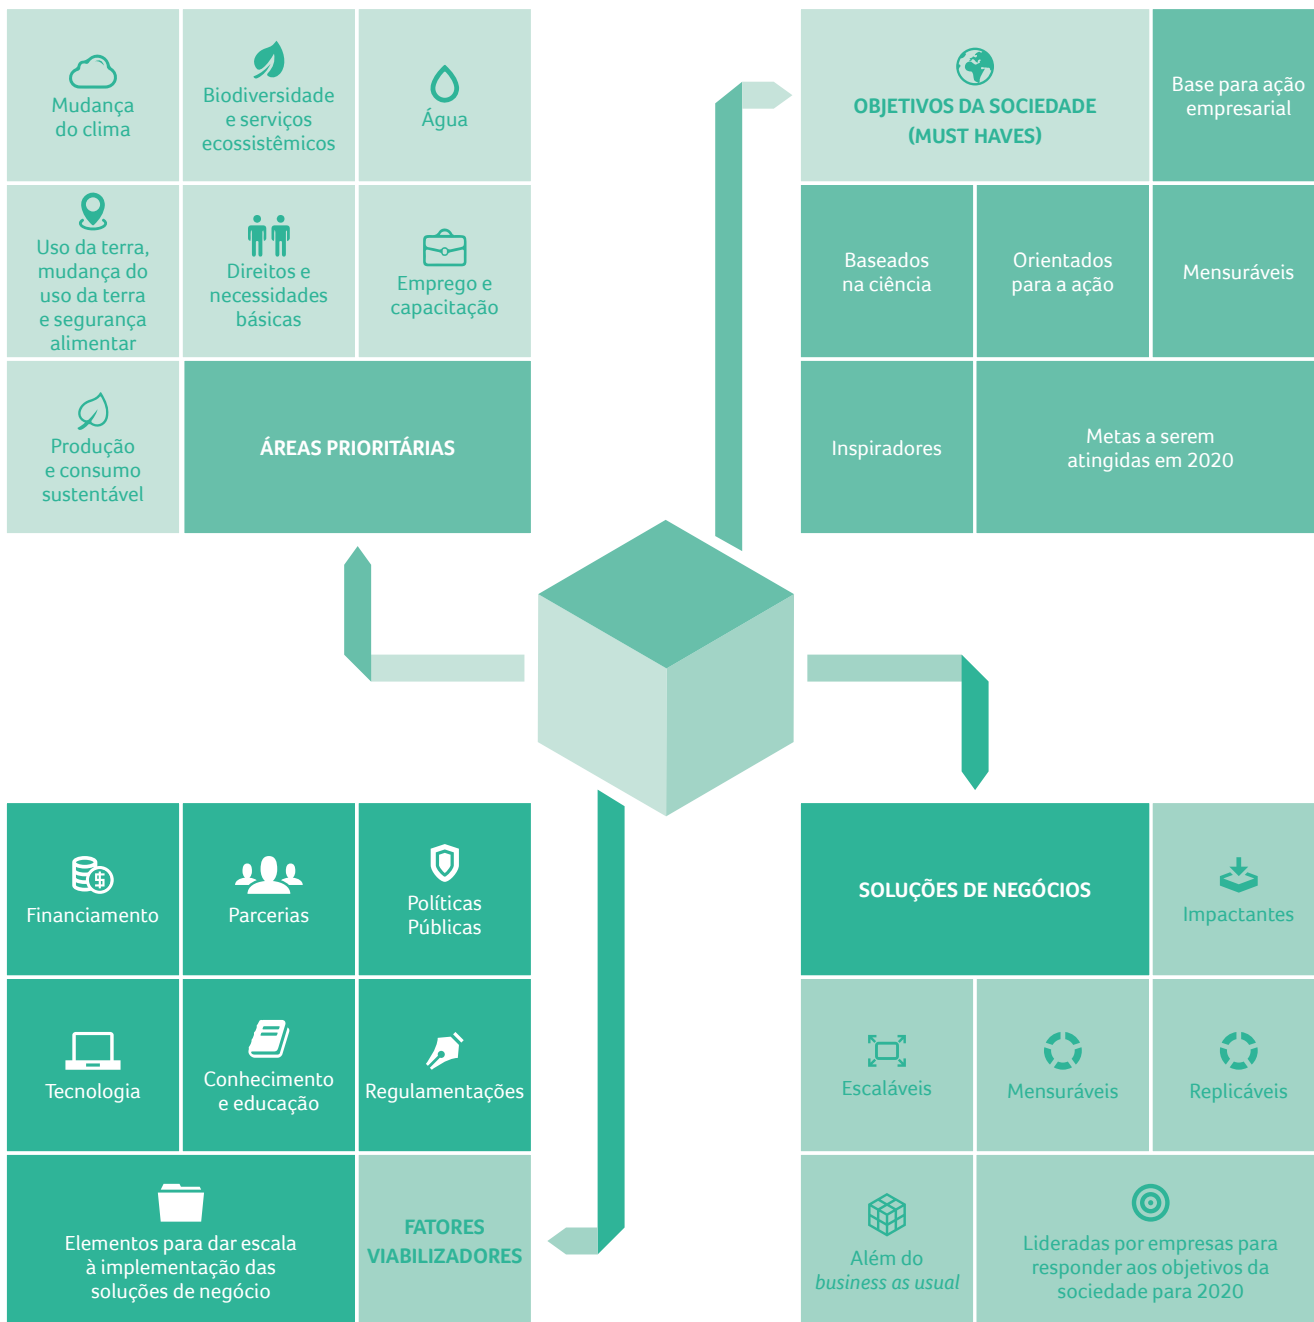 Mudança
do clima
Biodiversidade
e serviços
ecossistêmicos
Água
Uso da terra,
mudança do
uso da terra
e segurança
alimentar
Direitos e
necessidades
básicas
Emprego e
capacitação
Produção
e consumo
sustentável
ÁREAS PRIORITÁRIAS
OBJETIVOS DA SOCIEDADE
(MUST HAVES)
Base para ação
empresarial
Baseados
na ciência
Orientados
para a ação
Mensuráveis
Inspiradores
Metas a serem
atingidas em 2020
Financiamento
Parcerias
Políticas
Públicas
Tecnologia
Conhecimento
e educação
Regulamentações
Elementos para dar escala
à implementação das
soluções de negócio
FATORES
VIABILIZADORES
SOLUÇÕES DE NEGÓCIOS
Impactantes
Escaláveis
Mensuráveis
Replicáveis
Além do
business as usual
Lideradas por empresas para
responder aos objetivos da
sociedade para 2020